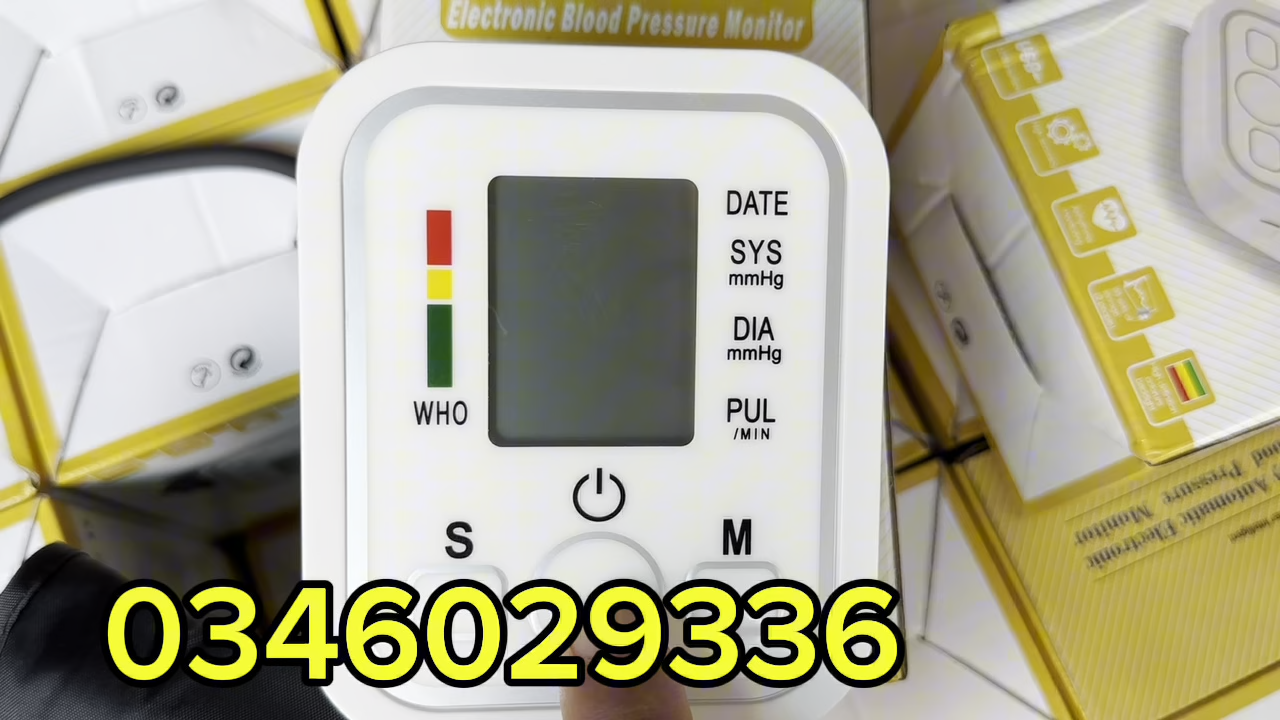 Electronic Blood Pressure Monitor
DATE
SYS
mmHg
DIA
mmHg
PUL
/MIN
WHO
S
M
0346029336
Automatic Electronic
Pressure Monitor